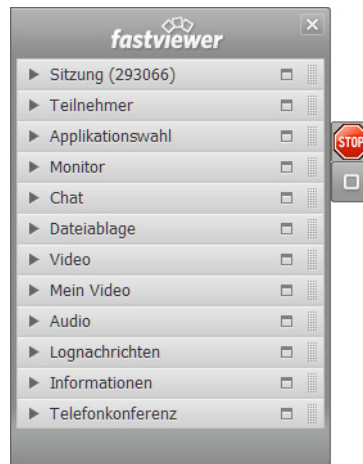 fastviewer
Sitzung (293066)
Teilnehmer
Applikationswahl
STOP
Monitor
Chat
Dateiablage
Video
Mein Video
Audio
Lognachrichten
Informationen
Telefonkonferenz